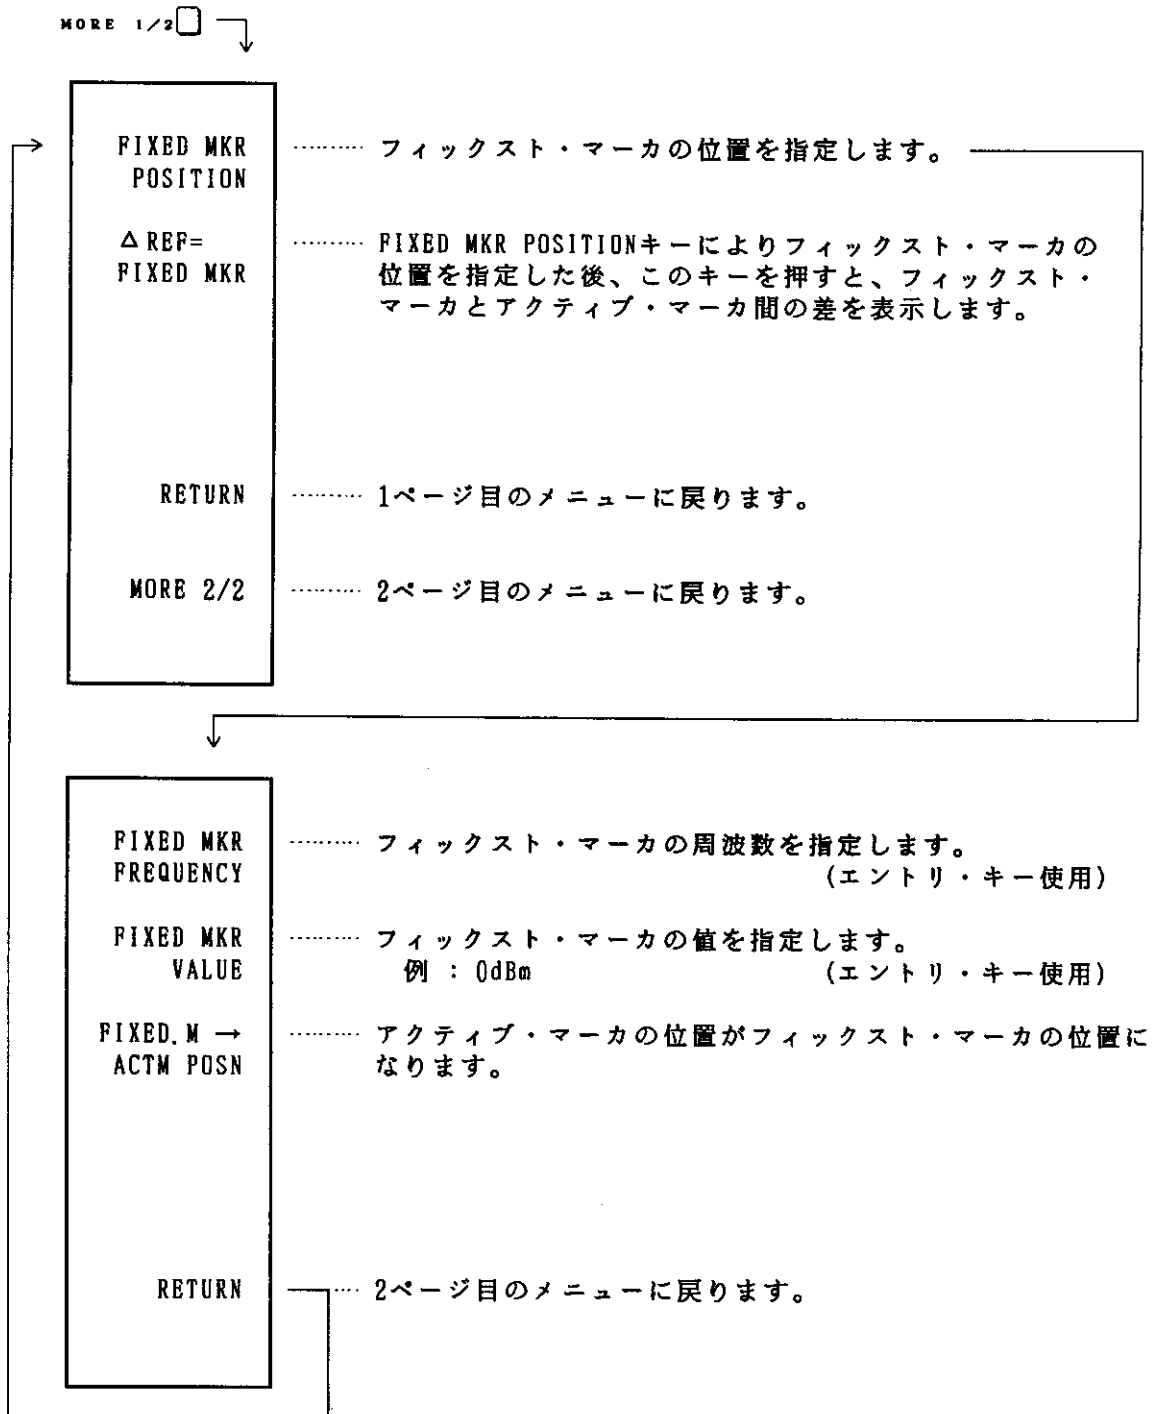 MORE 1/2
FIXED MKR ……… フィックスト・マーカの位置を指定します。
POSITION
△REF= ……… FIXED MKR POSITIONキーによりフィックスト・マーカの
FIXED MKR 位置を指定した後、このキーを押すと、フィックスト・
マーカとアクティブ・マーカ間の差を表示します。
RETURN ……… 1ページ目のメニューに戻ります。
MORE 2/2 ……… 2ページ目のメニューに戻ります。
FIXED MKR ……… フィックスト・マーカの周波数を指定します。
FREQUENCY (エントリ・キー使用)
FIXED MKR ……… フィックスト・マーカの値を指定します。
VALUE 例 : 0dBm (エントリ・キー使用)
FIXED.M → ……… アクティブ・マーカの位置がフィックスト・マーカの位置に
ACTM POSN なります。
RETURN …… 2ページ目のメニューに戻ります。